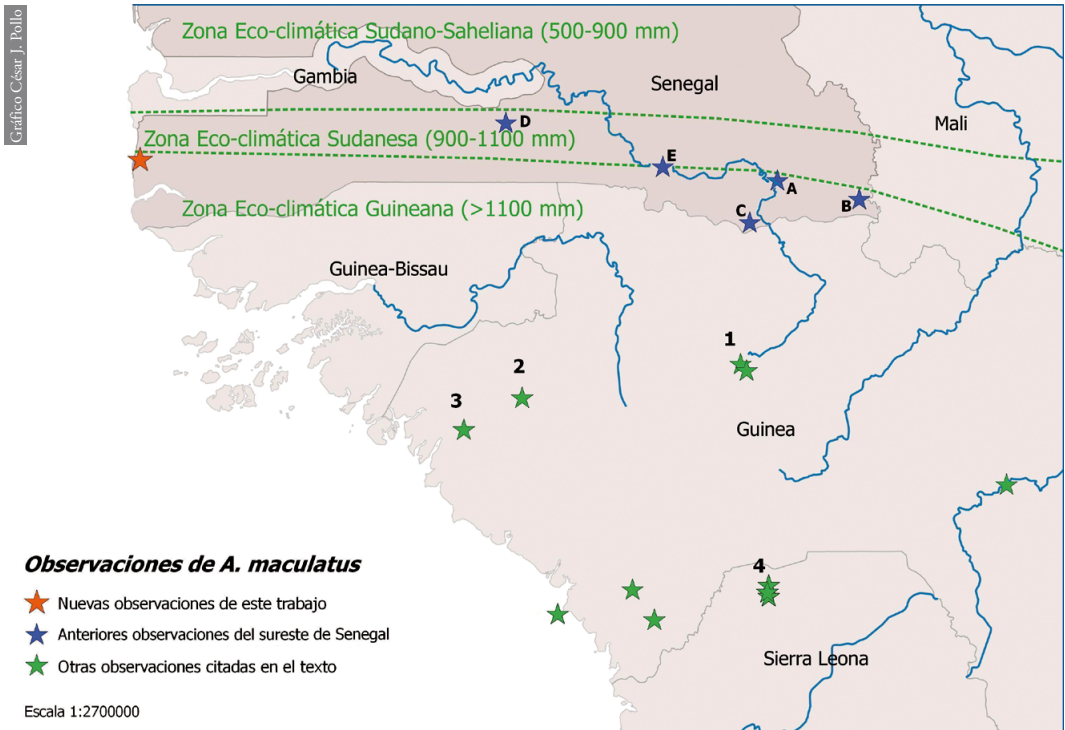 Gráfico César J. Pollo
Zona Eco-climática Sudano-Saheliana (500-900 mm)
Gambia
Senegal
Mali
D
Zona Eco-climática Sudanesa (900-1100 mm)
E
A
B
C
Zona Eco-climática Guineana (>1100 mm)
Guinea-Bissau
1
2
3
Guinea
4
Sierra Leona
Observaciones de A. maculatus
Nuevas observaciones de este trabajo
Anteriores observaciones del sureste de Senegal
Otras observaciones citadas en el texto
Escala 1:2700000